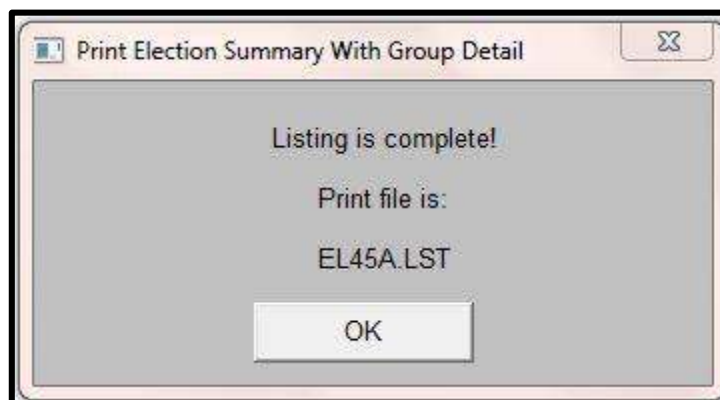 Print Election Summary With Group Detail
Listing is complete!
Print file is:
EL45A.LST
OK